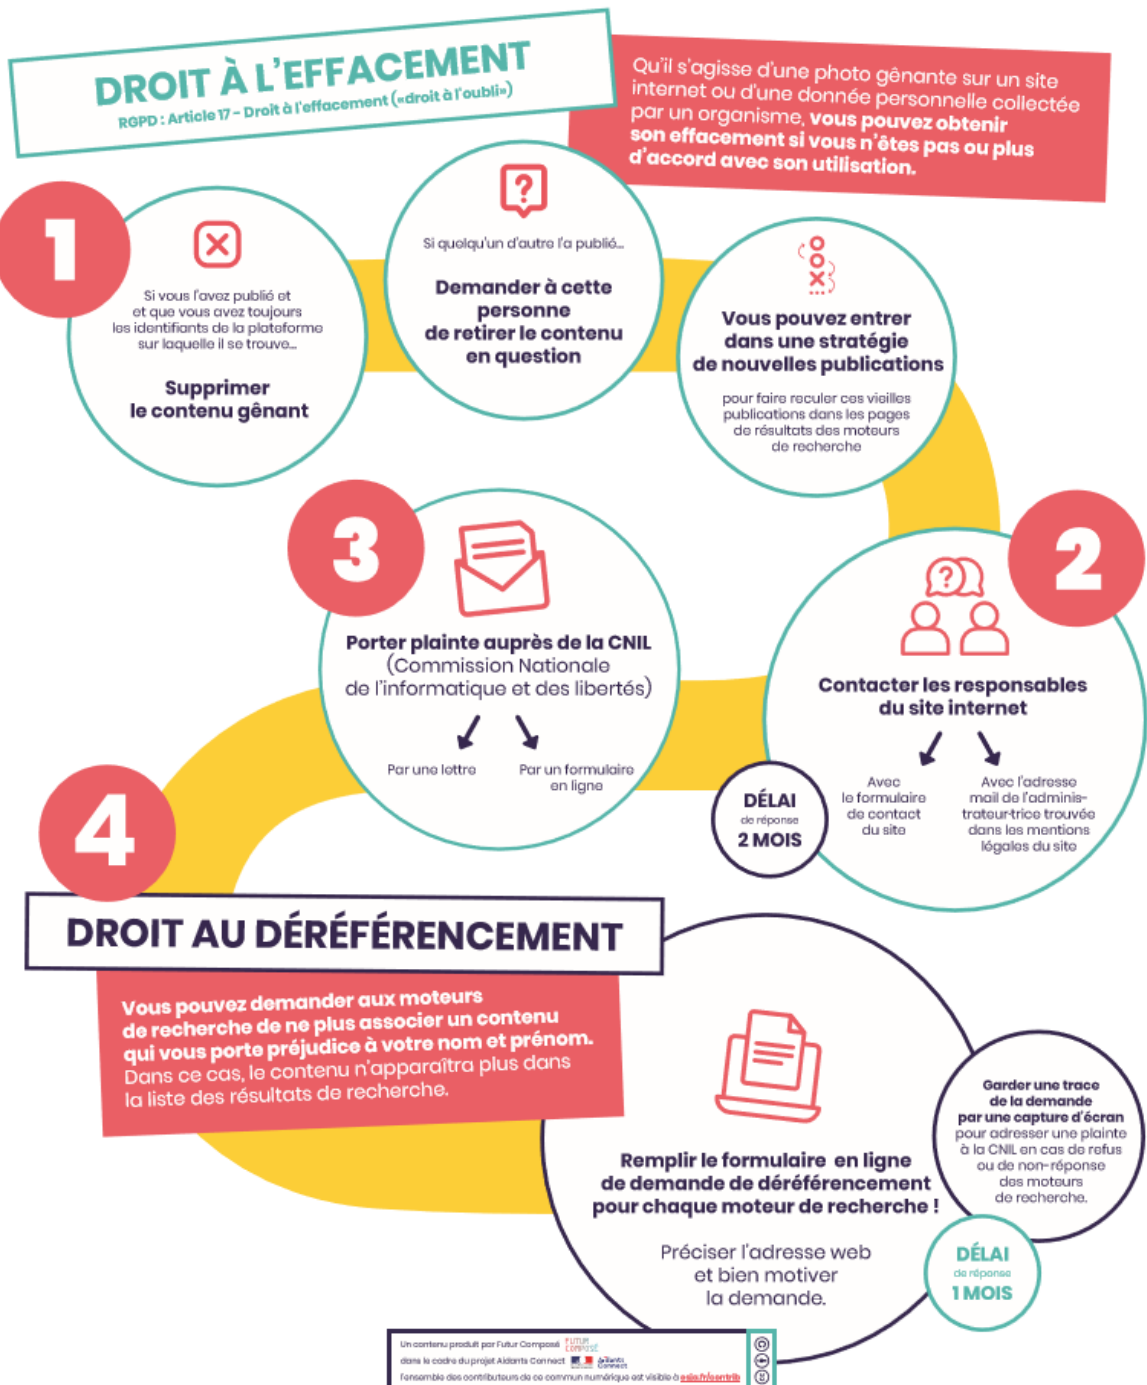 DROIT À L'EFFACEMENT
RGPD : Article 17 - Droit à l'effacement («droit à l'oubli»)
Qu'il s'agisse d'une photo gênante sur un site
internet ou d'une donnée personnelle collectée
par un organisme, vous pouvez obtenir
son effacement si vous n'êtes pas ou plus
d'accord avec son utilisation.
1
Si vous l'avez publié et
et que vous avez toujours
les identifiants de la plateforme
sur laquelle il se trouve...
Supprimer
le contenu gênant
?
Si quelqu'un d'autre l'a publié...
Demander à cette
personne
de retirer le contenu
en question
Vous pouvez entrer
dans une stratégie
de nouvelles publications
pour faire reculer ces vieilles
publications dans les pages
de résultats des moteurs
de recherche
2
?
Contacter les responsables
du site internet
Avec
le formulaire
de contact
du site
Avec l'adresse
mail de l'adminis-
trateur·trice trouvée
dans les mentions
légales du site
DÉLAI
de réponse
2 MOIS
3
Porter plainte auprès de la CNIL
(Commission Nationale
de l'informatique et des libertés)
Par une lettre
Par un formulaire
en ligne
4
DROIT AU DÉRÉFÉRENCEMENT
Vous pouvez demander aux moteurs
de recherche de ne plus associer un contenu
qui vous porte préjudice à votre nom et prénom.
Dans ce cas, le contenu n'apparaîtra plus dans
la liste des résultats de recherche.
Remplir le formulaire en ligne
de demande de déréférencement
pour chaque moteur de recherche !
Préciser l'adresse web
et bien motiver
la demande.
Garder une trace
de la demande
par une capture d'écran
pour adresser une plainte
à la CNIL en cas de refus
ou de non-réponse
des moteurs
de recherche.
DÉLAI
de réponse
1 MOIS
Un contenu produit par Futur Composé FUTUR COMPOSÉ
dans le cadre du projet Aidants Connect Aidants Connect
l'ensemble des contributeurs de ce commun numérique est visible à